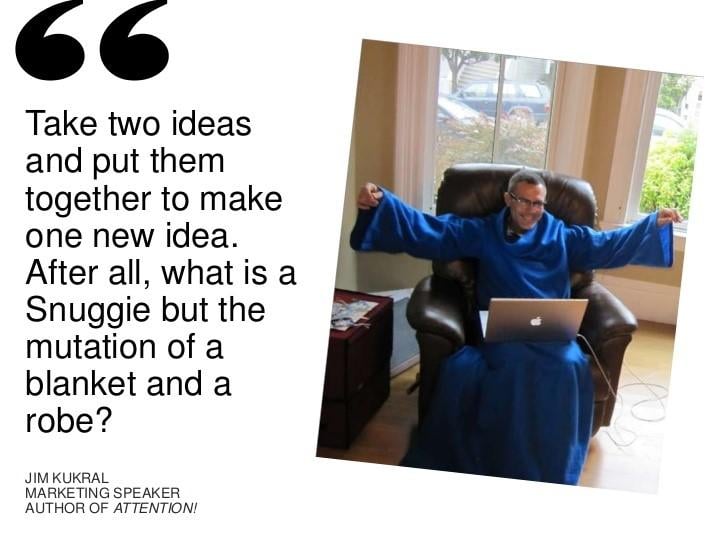 “
Take two ideas
and put them
together to make
one new idea.
After all, what is a
Snuggie but the
mutation of a
blanket and a
robe?
JIM KUKRAL
MARKETING SPEAKER
AUTHOR OF ATTENTION!